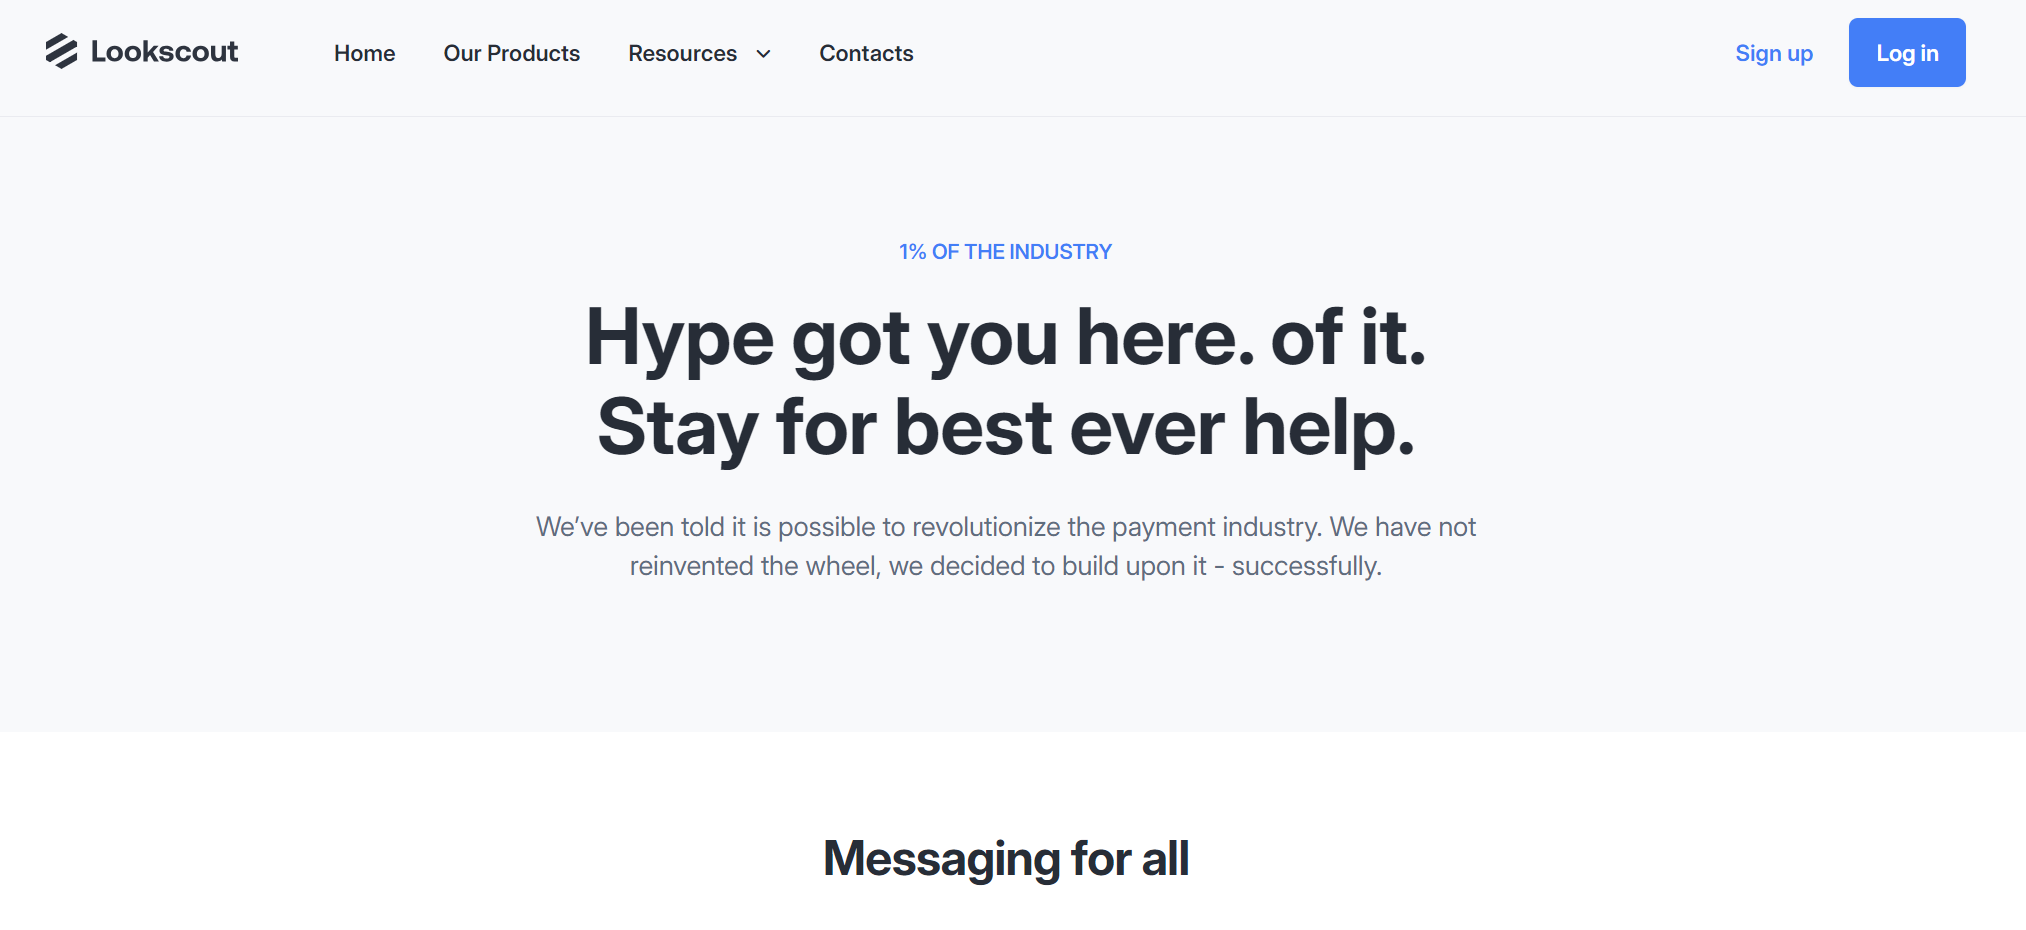 Lookscout
Home
Our Products
Resources
Contacts
Sign up
Log in
1% OF THE INDUSTRY
Hype got you here. of it.
Stay for best ever help.
We’ve been told it is possible to revolutionize the payment industry. We have not
reinvented the wheel, we decided to build upon it - successfully.
Messaging for all